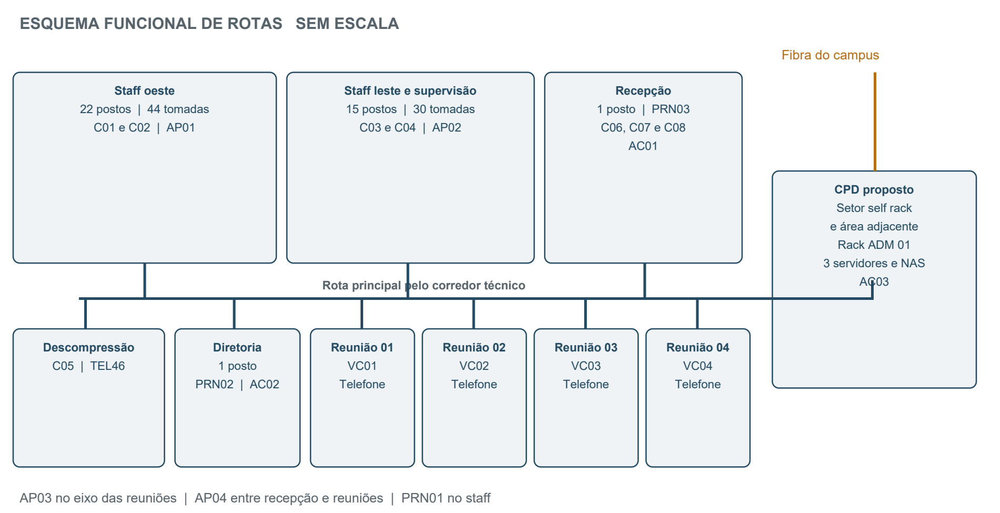 ESQUEMA FUNCIONAL DE ROTAS   SEM ESCALA
Fibra do campus
Staff oeste
22 postos | 44 tomadas
C01 e C02 | AP01
Staff leste e supervisão
15 postos | 30 tomadas
C03 e C04 | AP02
Recepção
1 posto | PRN03
C06, C07 e C08
AC01
CPD proposto
Setor self rack
e área adjacente
Rack ADM 01
3 servidores e NAS
AC03
Rota principal pelo corredor técnico
Descompressão
C05 | TEL46
Diretoria
1 posto
PRN02 | AC02
Reunião 01
VC01
Telefone
Reunião 02
VC02
Telefone
Reunião 03
VC03
Telefone
Reunião 04
VC04
Telefone
AP03 no eixo das reuniões | AP04 entre recepção e reuniões | PRN01 no staff